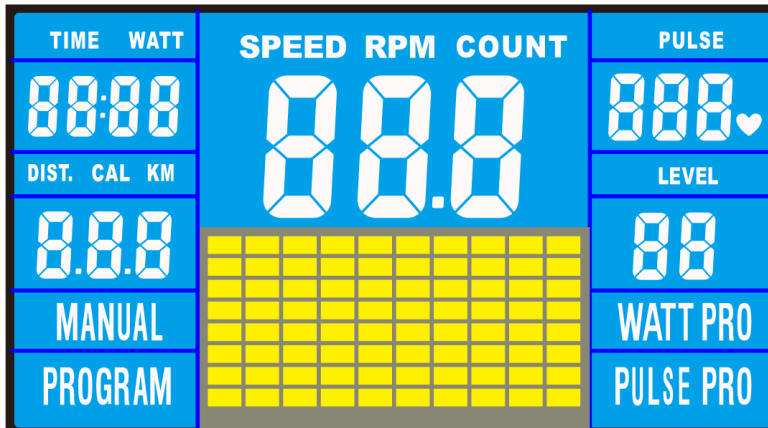 TIME WATT
88:88
DIST. CAL KM
8.8.8
MANUAL
PROGRAM
SPEED RPM COUNT
88.8
PULSE
888
LEVEL
88
WATT PRO
PULSE PRO